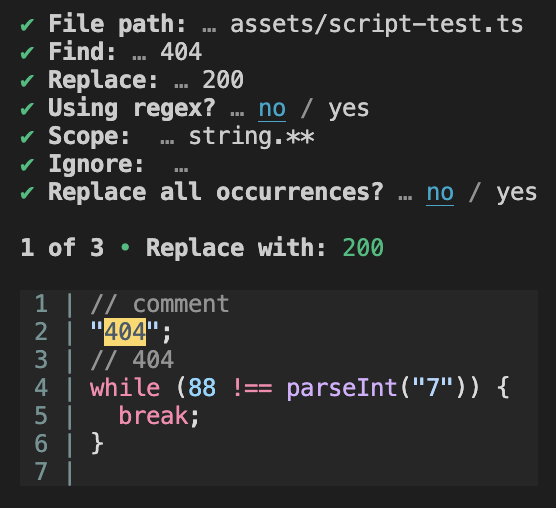 ✔ File path: … assets/script-test.ts
✔ Find: … 404
✔ Replace: … 200
✔ Using regex? … no / yes
✔ Scope:  … string.**
✔ Ignore:  …
✔ Replace all occurrences? … no / yes
1 of 3 • Replace with: 200
1 | // comment
2 | "404";
3 | // 404
4 | while (88 !== parseInt("7")) {
5 |   break;
6 | }
7 |